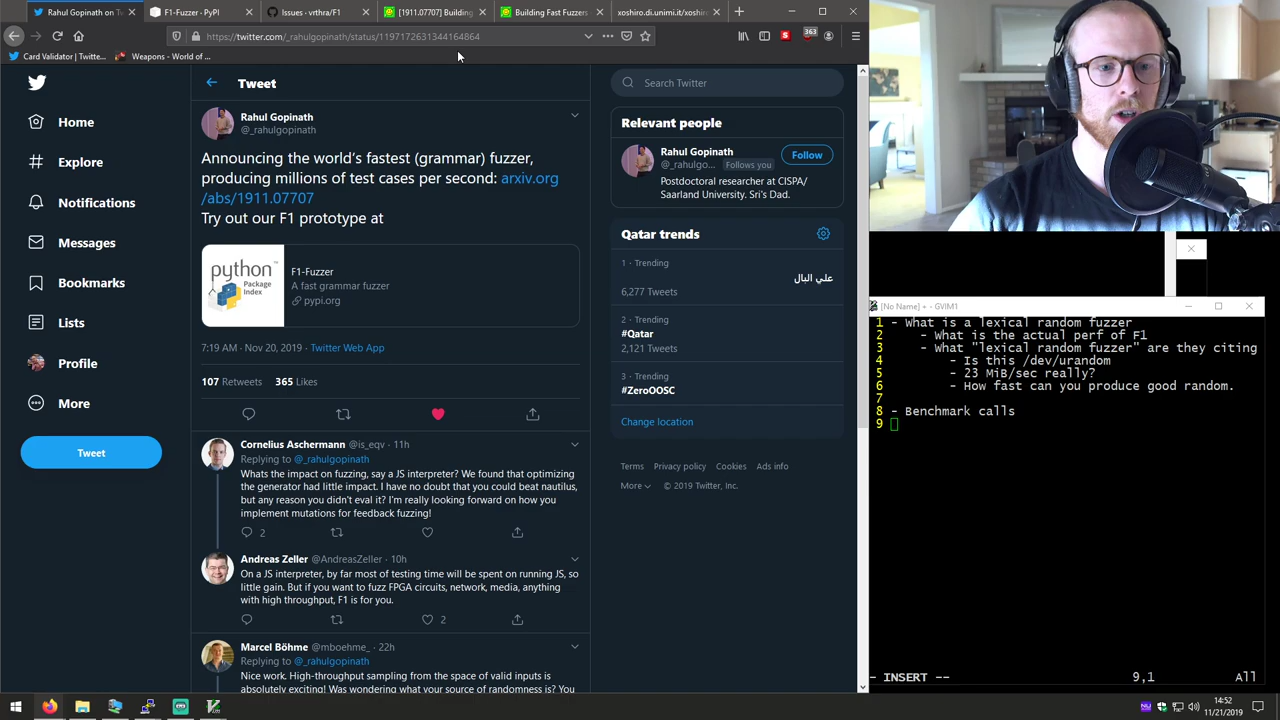 Rahul Gopinath on T
F1-Fuzzer · PyPI
Issues · vrthra/F1
[1911.07707] Building
Building Fast Fuzzers
xoshiro.di.unimi.it/xoshiro
https://twitter.com/_rahulgopinath/status/1197172631344164864
363
Card Validator | Twitte...
Weapons - World of ...
Home
Explore
Notifications
Messages
Bookmarks
Lists
Profile
More
Tweet
Tweet
Rahul Gopinath
@_rahulgopinath
Announcing the world's fastest (grammar) fuzzer,
producing millions of test cases per second: arxiv.org
/abs/1911.07707
Try out our F1 prototype at
python
Package
Index
F1-Fuzzer
A fast grammar fuzzer
pypi.org
7:19 AM · Nov 20, 2019 · Twitter Web App
107 Retweets 365 Likes
Cornelius Aschermann @is_eqv · 11h
Replying to @_rahulgopinath
Whats the impact on fuzzing, say a JS interpreter? We found that optimizing
the generator had little impact. I have no doubt that you could beat nautilus,
but any reason you didn't eval it? I'm really looking forward on how you
implement mutations for feedback fuzzing!
2
Andreas Zeller @AndreasZeller · 10h
On a JS interpreter, by far most of testing time will be spent on running JS, so
little gain. But if you want to fuzz FPGA circuits, network, media, anything
with high throughput, F1 is for you.
2
Marcel Böhme @mboehme_ · 22h
Replying to @_rahulgopinath
Nice work. High-throughput sampling from the space of valid inputs is
absolutely exciting! Was wondering what your source of randomness is? You
Search Twitter
Relevant people
Rahul Gopinath
@_rahulgo... Follows you
Follow
Postdoctoral researcher at CISPA/
Saarland University. Sri's Dad.
Qatar trends
1 · Trending
علي البال
6,277 Tweets
2 · Trending
#Qatar
2,121 Tweets
3 · Trending
#ZeroOOSC
Change location
Terms Privacy policy Cookies Ads info
More © 2019 Twitter, Inc.
[No Name] + - GVIM1
1 - What is a lexical random fuzzer
2 - What is the actual perf of F1
3 - What "lexical random fuzzer" are they citing
4 - Is this /dev/urandom
5 - 23 MiB/sec really?
6 - How fast can you produce good random.
7
8 - Benchmark calls
9
- INSERT -- 9,1 All
14:52
11/21/2019